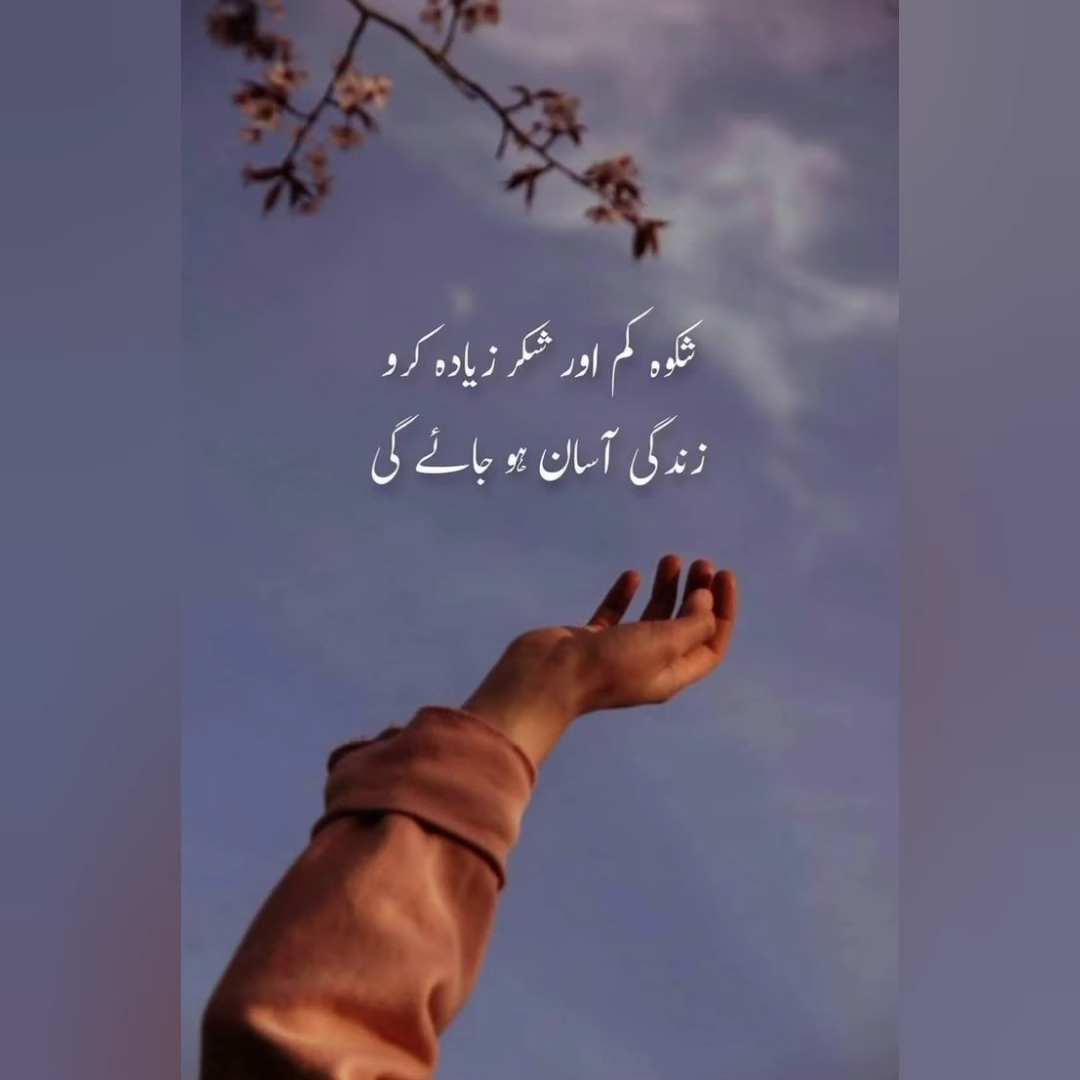 شکوہ کم اور شکر زیادہ کرو
زندگی آسان ہو جائے گی